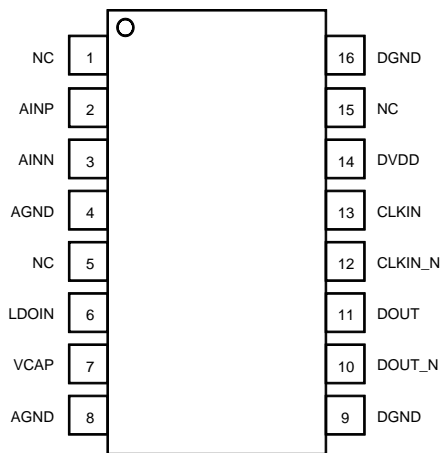 NC 1 16 DGND
AINP 2 15 NC
AINN 3 14 DVDD
AGND 4 13 CLKIN
NC 5 12 CLKIN_N
LDOIN 6 11 DOUT
VCAP 7 10 DOUT_N
AGND 8 9 DGND